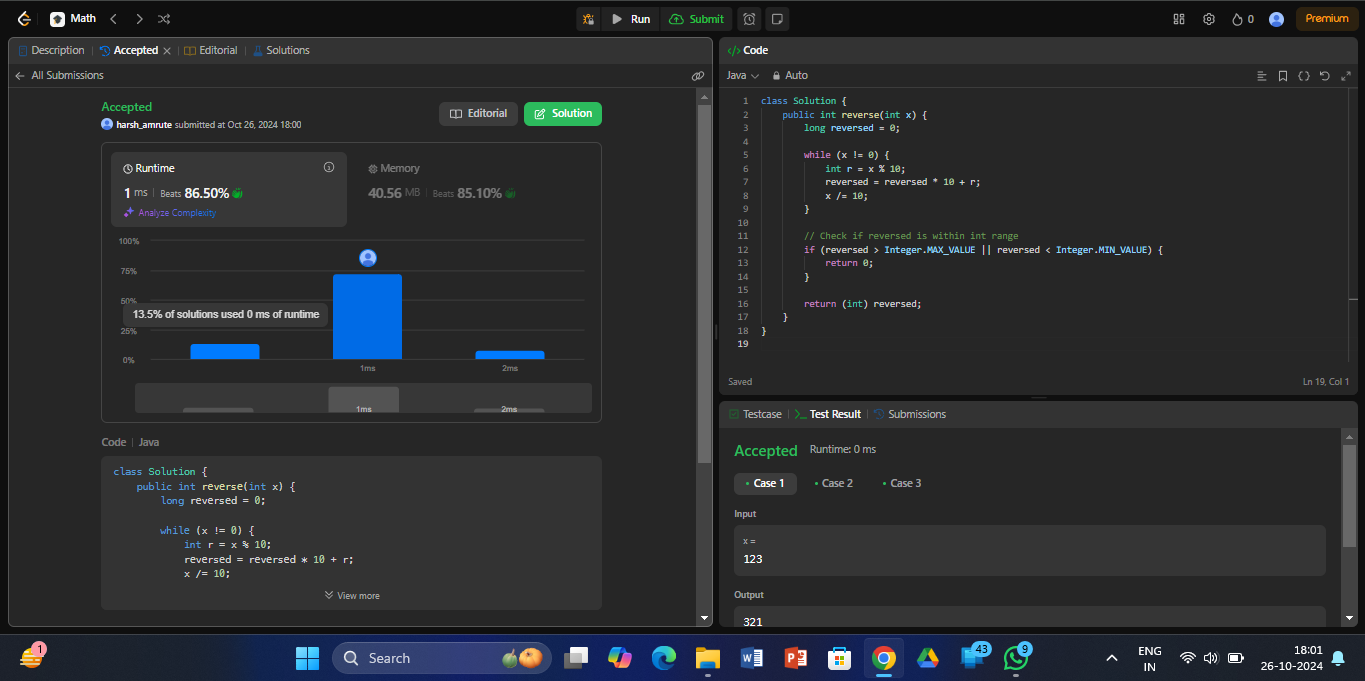 Math
Run
Submit
0
Premium
Description
Accepted
Editorial
Solutions
All Submissions
Accepted
harsh_amrute submitted at Oct 26, 2024 18:00
Editorial
Solution
Runtime
1 ms | Beats 86.50%
Analyze Complexity
Memory
40.56 MB | Beats 85.10%
100%
75%
50%
25%
0%
13.5% of solutions used 0 ms of runtime
1ms
2ms
1ms
2ms
Code | Java
class Solution {
public int reverse(int x) {
long reversed = 0;
while (x != 0) {
int r = x % 10;
reversed = reversed * 10 + r;
x /= 10;
View more
</> Code
Java
Auto
1 class Solution {
2 public int reverse(int x) {
3 long reversed = 0;
4
5 while (x != 0) {
6 int r = x % 10;
7 reversed = reversed * 10 + r;
8 x /= 10;
9 }
10
11 // Check if reversed is within int range
12 if (reversed > Integer.MAX_VALUE || reversed < Integer.MIN_VALUE) {
13 return 0;
14 }
15
16 return (int) reversed;
17 }
18 }
19
Saved
Ln 19, Col 1
Testcase
>_ Test Result
Submissions
Accepted
Runtime: 0 ms
• Case 1
• Case 2
• Case 3
Input
x =
123
Output
321
1
Search
43
9
ENG
IN
18:01
26-10-2024